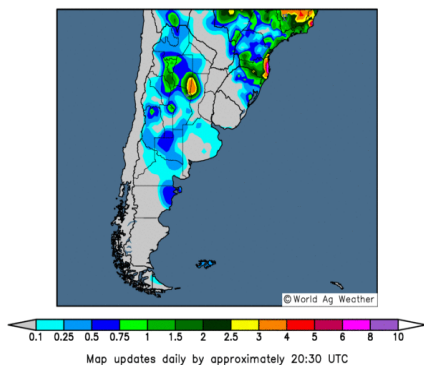 © World Ag Weather
0.1 0.25 0.5 0.75 1 1.5 2 2.5 3 4 5 6 8 10
Map updates daily by approximately 20:30 UTC